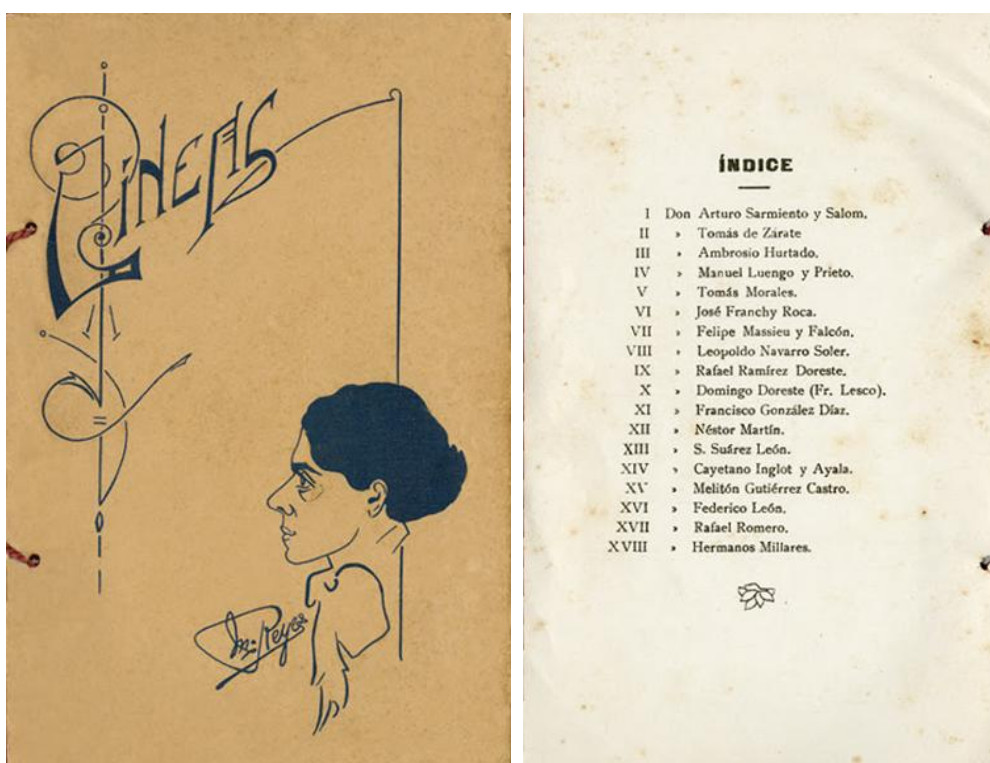 LINEAS
Reyes
ÍNDICE
I Don Arturo Sarmiento y Salom.
II » Tomás de Zárate
III » Ambrosio Hurtado.
IV » Manuel Luengo y Prieto.
V » Tomás Morales.
VI » José Franchy Roca.
VII » Felipe Massieu y Falcón.
VIII » Leopoldo Navarro Soler.
IX » Rafael Ramírez Doreste.
X » Domingo Doreste (Fr. Lesco).
XI » Francisco González Díaz.
XII » Néstor Martín.
XIII » S. Suárez León.
XIV » Cayetano Inglot y Ayala.
XV » Melitón Gutiérrez Castro.
XVI » Federico León.
XVII » Rafael Romero.
XVIII » Hermanos Millares.